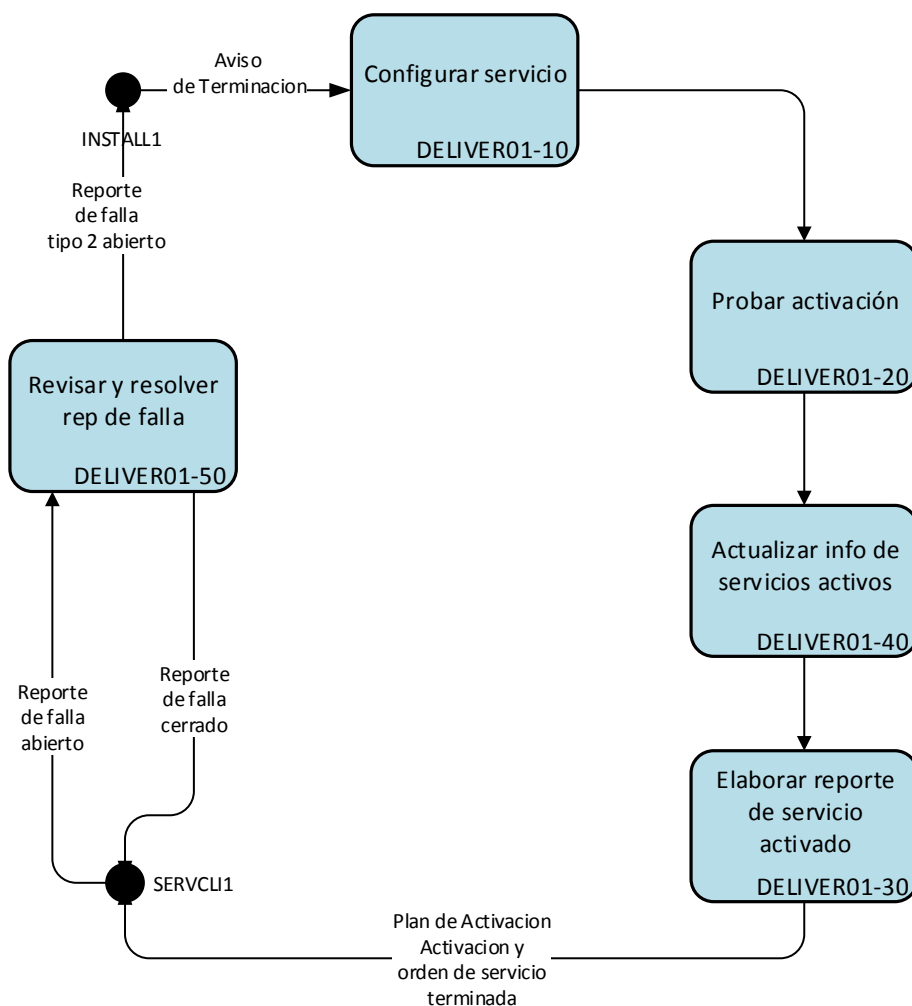 Aviso
de Terminacion
Configurar servicio
DELIVER01-10
INSTALL1
Reporte
de falla
tipo 2 abierto
Probar activación
DELIVER01-20
Revisar y resolver
rep de falla
DELIVER01-50
Actualizar info de
servicios activos
DELIVER01-40
Reporte
de falla
abierto
Reporte
de falla
cerrado
Elaborar reporte
de servicio
activado
DELIVER01-30
SERVCLI1
Plan de Activacion
Activacion y
orden de servicio
terminada